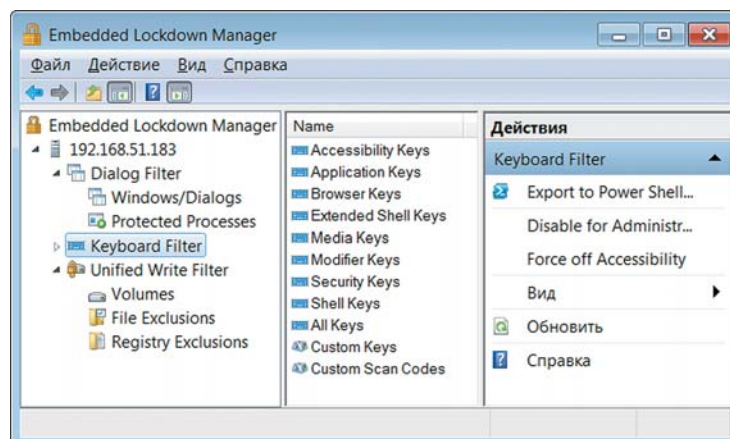 Embedded Lockdown Manager
Файл Действие Вид Справка
Embedded Lockdown Manager
192.168.51.183
Dialog Filter
Windows/Dialogs
Protected Processes
Keyboard Filter
Unified Write Filter
Volumes
File Exclusions
Registry Exclusions
Name
Accessibility Keys
Application Keys
Browser Keys
Extended Shell Keys
Media Keys
Modifier Keys
Security Keys
Shell Keys
All Keys
Custom Keys
Custom Scan Codes
Действия
Keyboard Filter
Export to Power Shell...
Disable for Administr...
Force off Accessibility
Вид
Обновить
Справка